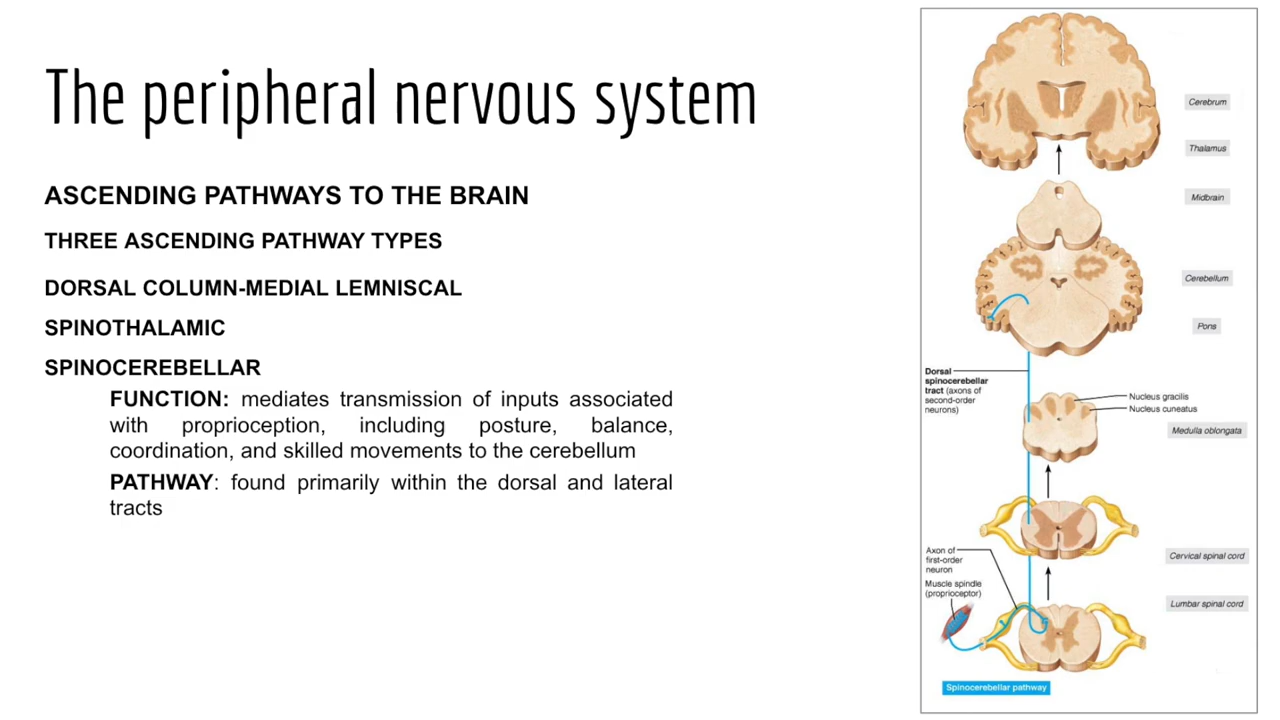 The peripheral nervous system
ASCENDING PATHWAYS TO THE BRAIN
THREE ASCENDING PATHWAY TYPES
DORSAL COLUMN-MEDIAL LEMNISCAL
SPINOTHALAMIC
SPINOCEREBELLAR
FUNCTION: mediates transmission of inputs associated
with proprioception, including posture, balance,
coordination, and skilled movements to the cerebellum
PATHWAY: found primarily within the dorsal and lateral
tracts
Cerebrum
Thalamus
Midbrain
Cerebellum
Pons
Dorsal
spinocerebellar
tract (axons of
second-order
neurons)
Nucleus gracilis
Nucleus cuneatus
Medulla oblongata
Axon of
first-order
neuron
Muscle spindle
(proprioceptor)
Cervical spinal cord
Lumbar spinal cord
Spinocerebellar pathway